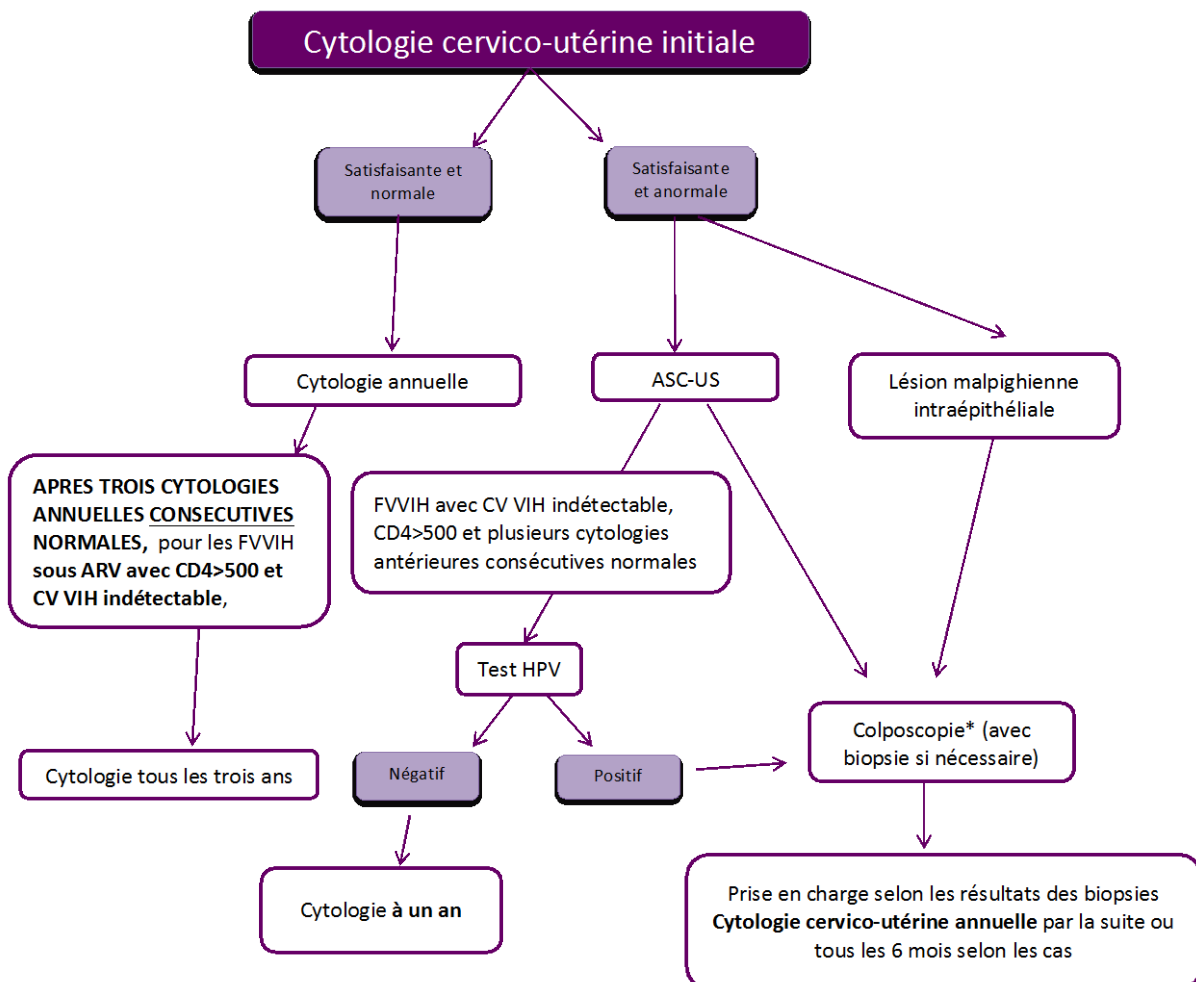 Cytologie cervico-utérine initiale
Satisfaisante et
normale
Satisfaisante
et anormale
Cytologie annuelle
ASC-US
Lésion malpighienne
intraépithéliale
APRES TROIS CYTOLOGIES
ANNUELLES CONSECUTIVES
NORMALES, pour les FVVIH
sous ARV avec CD4>500 et
CV VIH indétectable,
FVVIH avec CV VIH indétectable,
CD4>500 et plusieurs cytologies
antérieures consécutives normales
Test HPV
Colposcopie* (avec
biopsie si nécessaire)
Cytologie tous les trois ans
Négatif
Positif
Cytologie à un an
Prise en charge selon les résultats des biopsies
Cytologie cervico-utérine annuelle par la suite ou
tous les 6 mois selon les cas